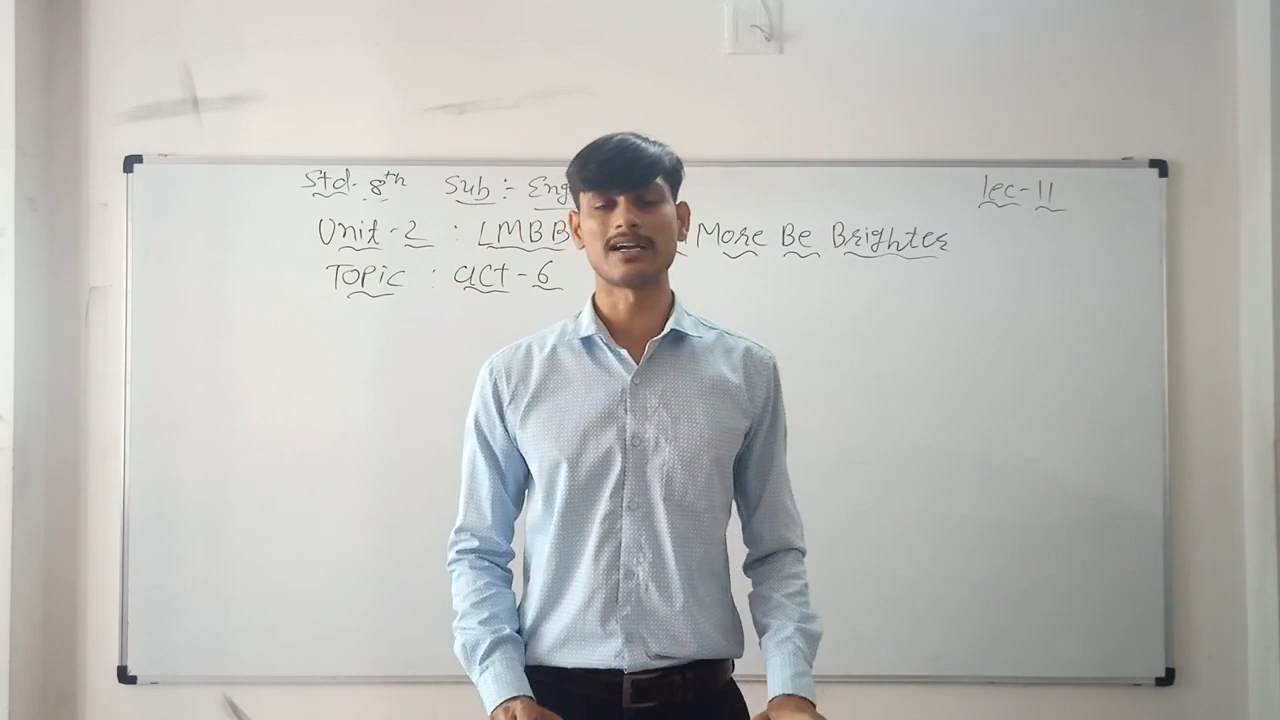 Std. 8th Sub :- Eng lec-11
Unit-2 : LMBB More Be Brighter
Topic : act-6